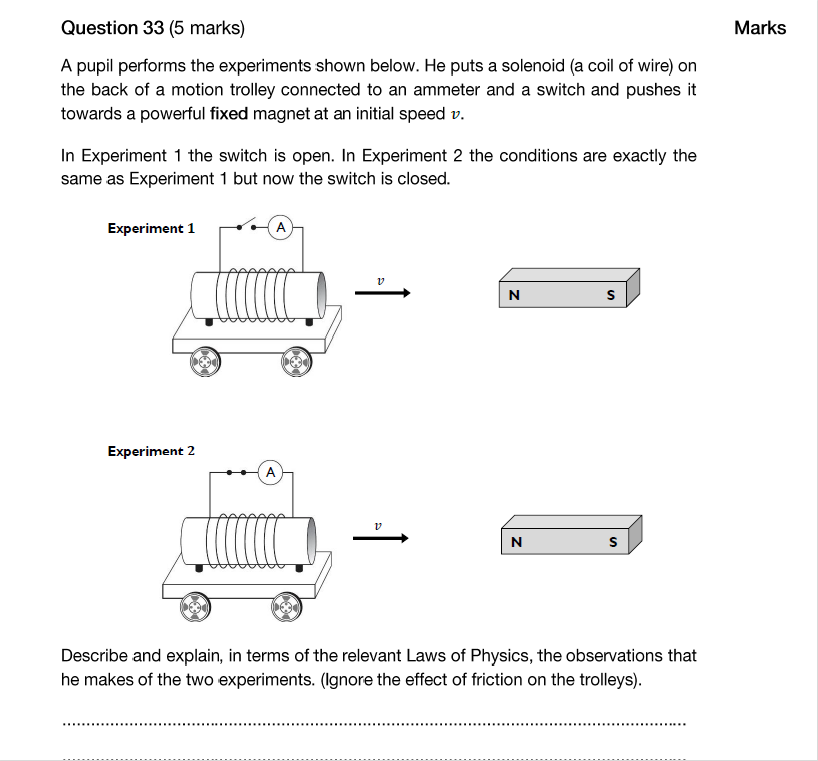 Question 33 (5 marks) Marks
A pupil performs the experiments shown below. He puts a solenoid (a coil of wire) on
the back of a motion trolley connected to an ammeter and a switch and pushes it
towards a powerful fixed magnet at an initial speed v.
In Experiment 1 the switch is open. In Experiment 2 the conditions are exactly the
same as Experiment 1 but now the switch is closed.
Experiment 1
A
v
N S
Experiment 2
A
v
N S
Describe and explain, in terms of the relevant Laws of Physics, the observations that
he makes of the two experiments. (Ignore the effect of friction on the trolleys).